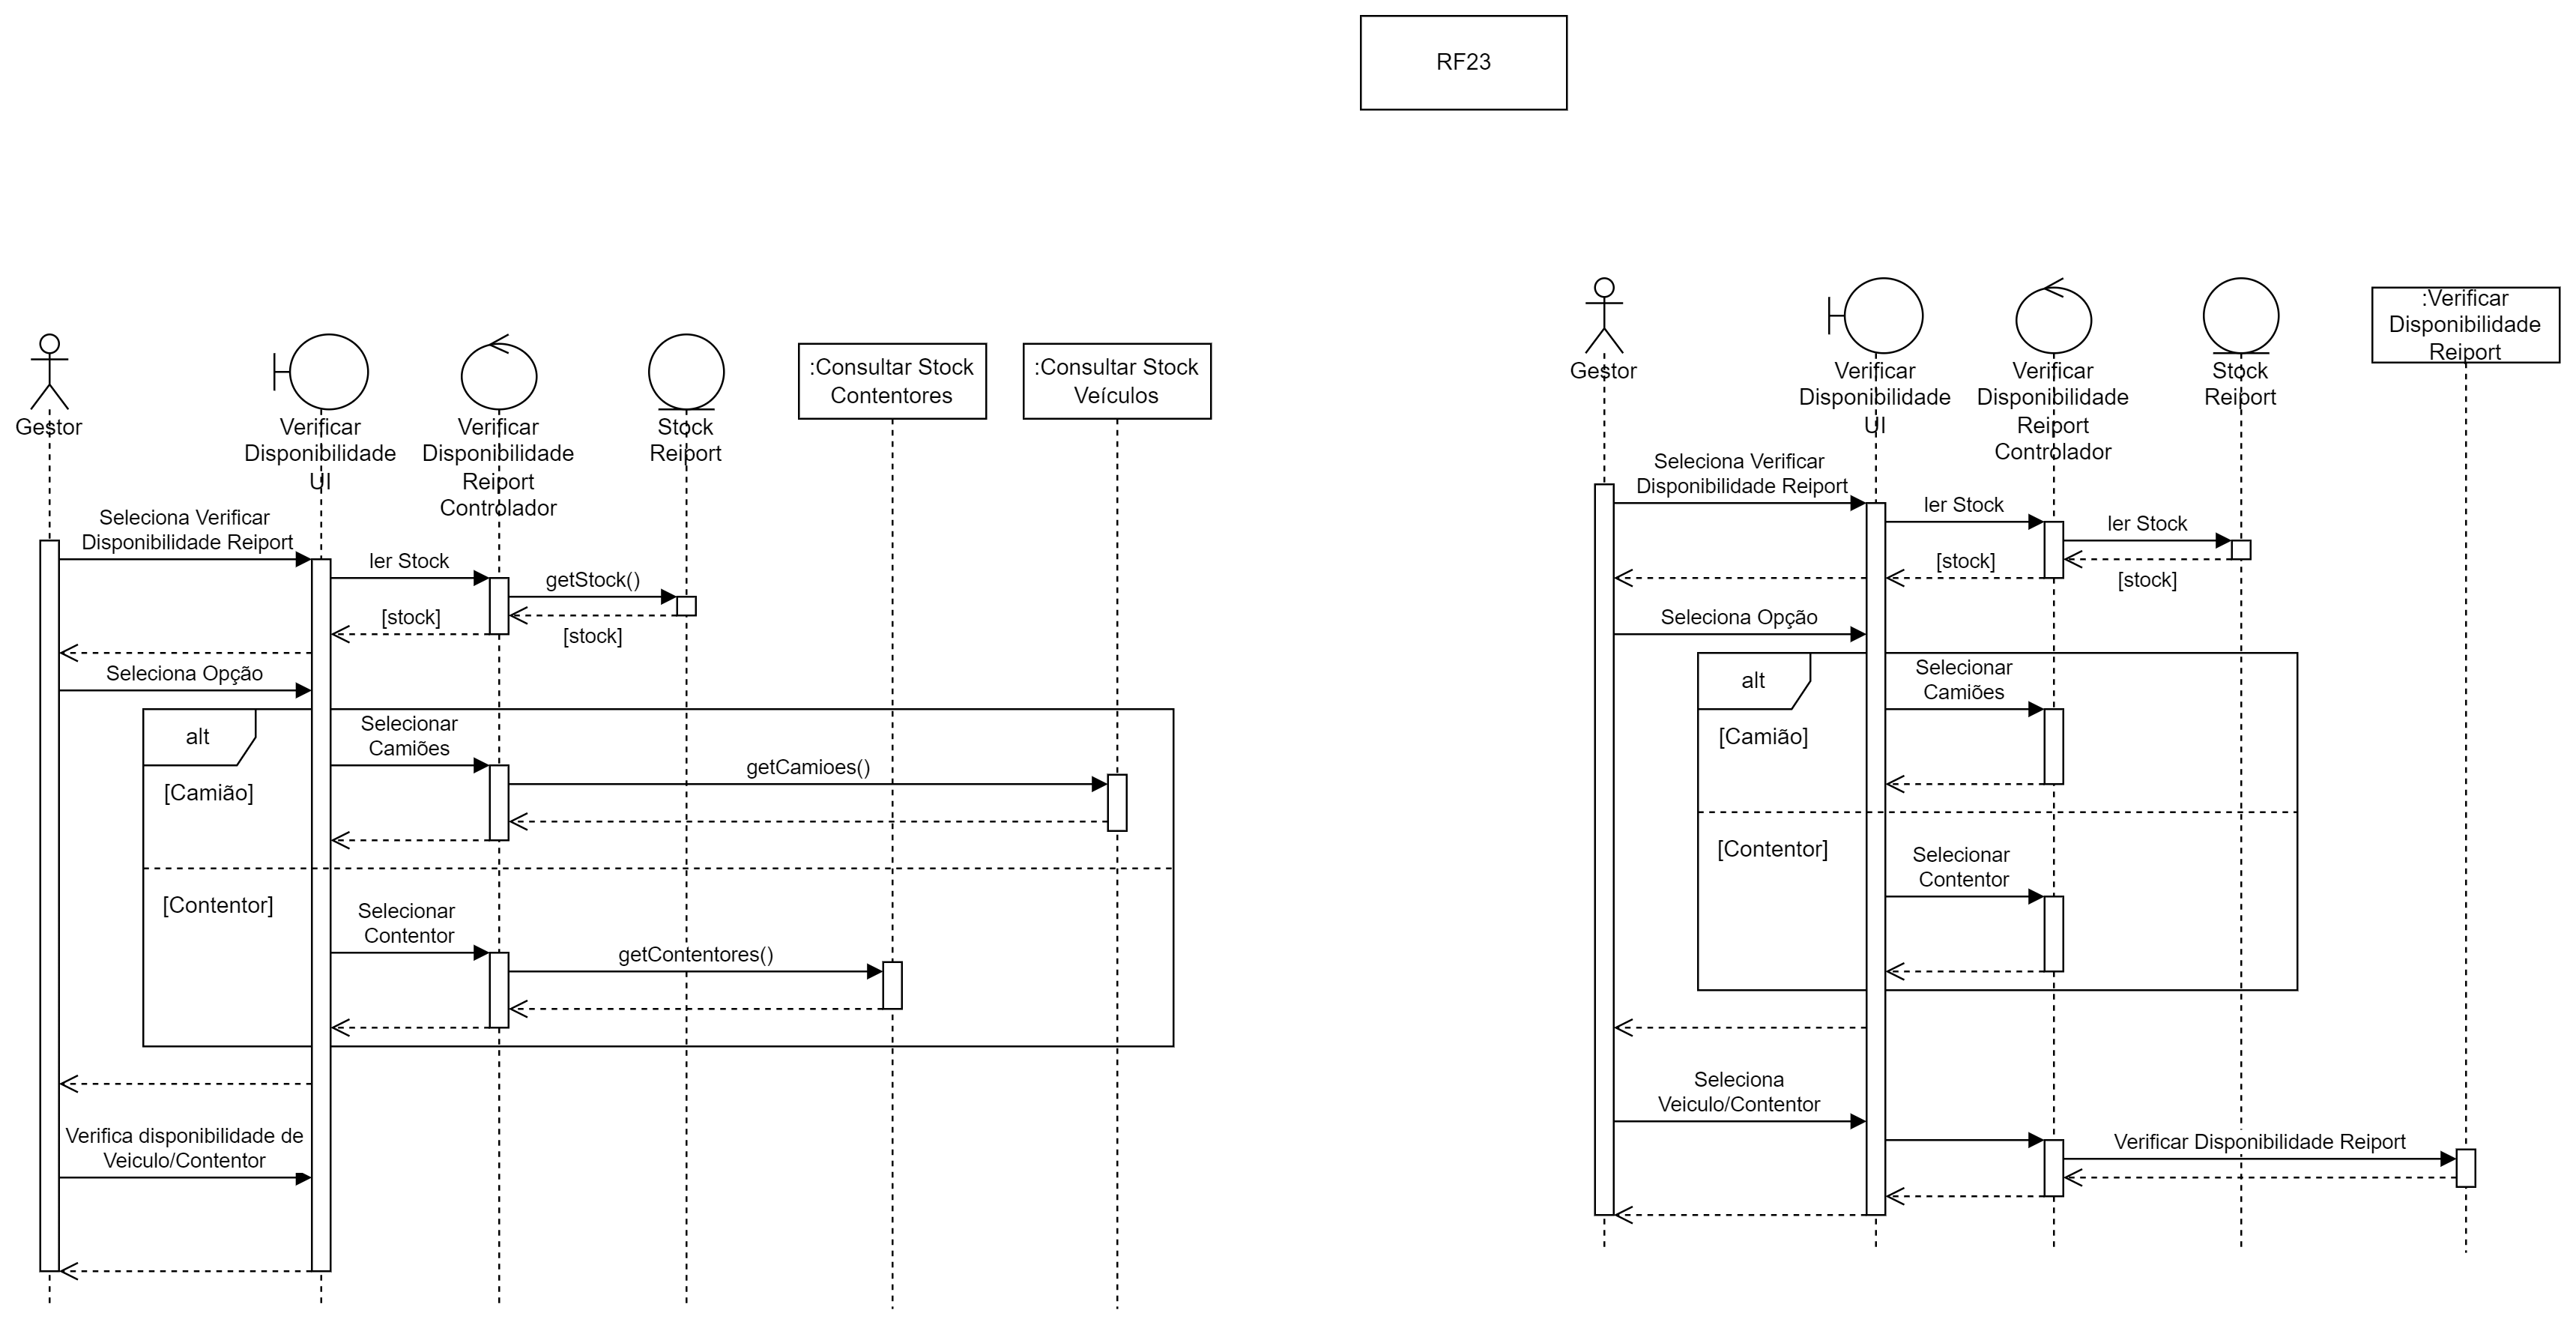 RF23
Gestor
Verificar
Disponibilidade
UI
Verificar
Disponibilidade
Reiport
Controlador
Stock
Reiport
:Consultar Stock
Contentores
:Consultar Stock
Veículos
Seleciona Verificar
Disponibilidade Reiport
ler Stock
getStock()
[stock]
[stock]
Seleciona Opção
alt
[Camião]
Selecionar
Camiões
getCamioes()
[Contentor]
Selecionar
Contentor
getContentores()
Verifica disponibilidade de
Veiculo/Contentor
Gestor
Verificar
Disponibilidade
UI
Verificar
Disponibilidade
Reiport
Controlador
Stock
Reiport
:Verificar
Disponibilidade
Reiport
Seleciona Verificar
Disponibilidade Reiport
ler Stock
ler Stock
[stock]
[stock]
Seleciona Opção
alt
[Camião]
Selecionar
Camiões
[Contentor]
Selecionar
Contentor
Seleciona
Veiculo/Contentor
Verificar Disponibilidade Reiport